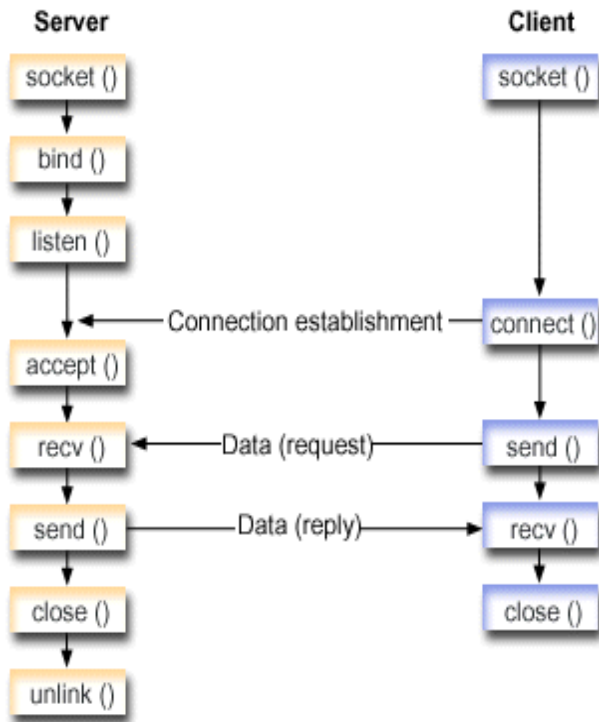 Server
Client
socket ()
socket ()
bind ()
listen ()
Connection establishment
connect ()
accept ()
recv ()
Data (request)
send ()
send ()
Data (reply)
recv ()
close ()
close ()
unlink ()